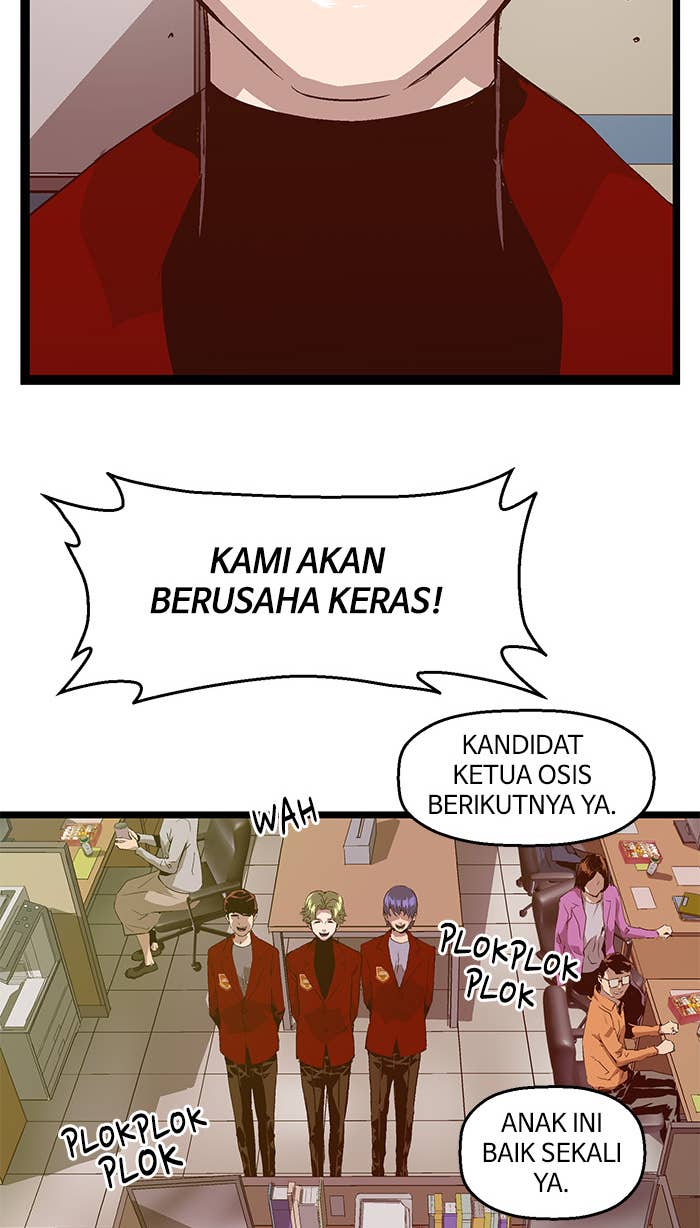 KAMI AKAN
BERUSAHA KERAS!
KANDIDAT
KETUA OSIS
BERIKUTNYA YA.
WAH
PLOKPLOK
PLOK
PLOKPLOK
PLOK
ANAK INI
BAIK SEKALI
YA.